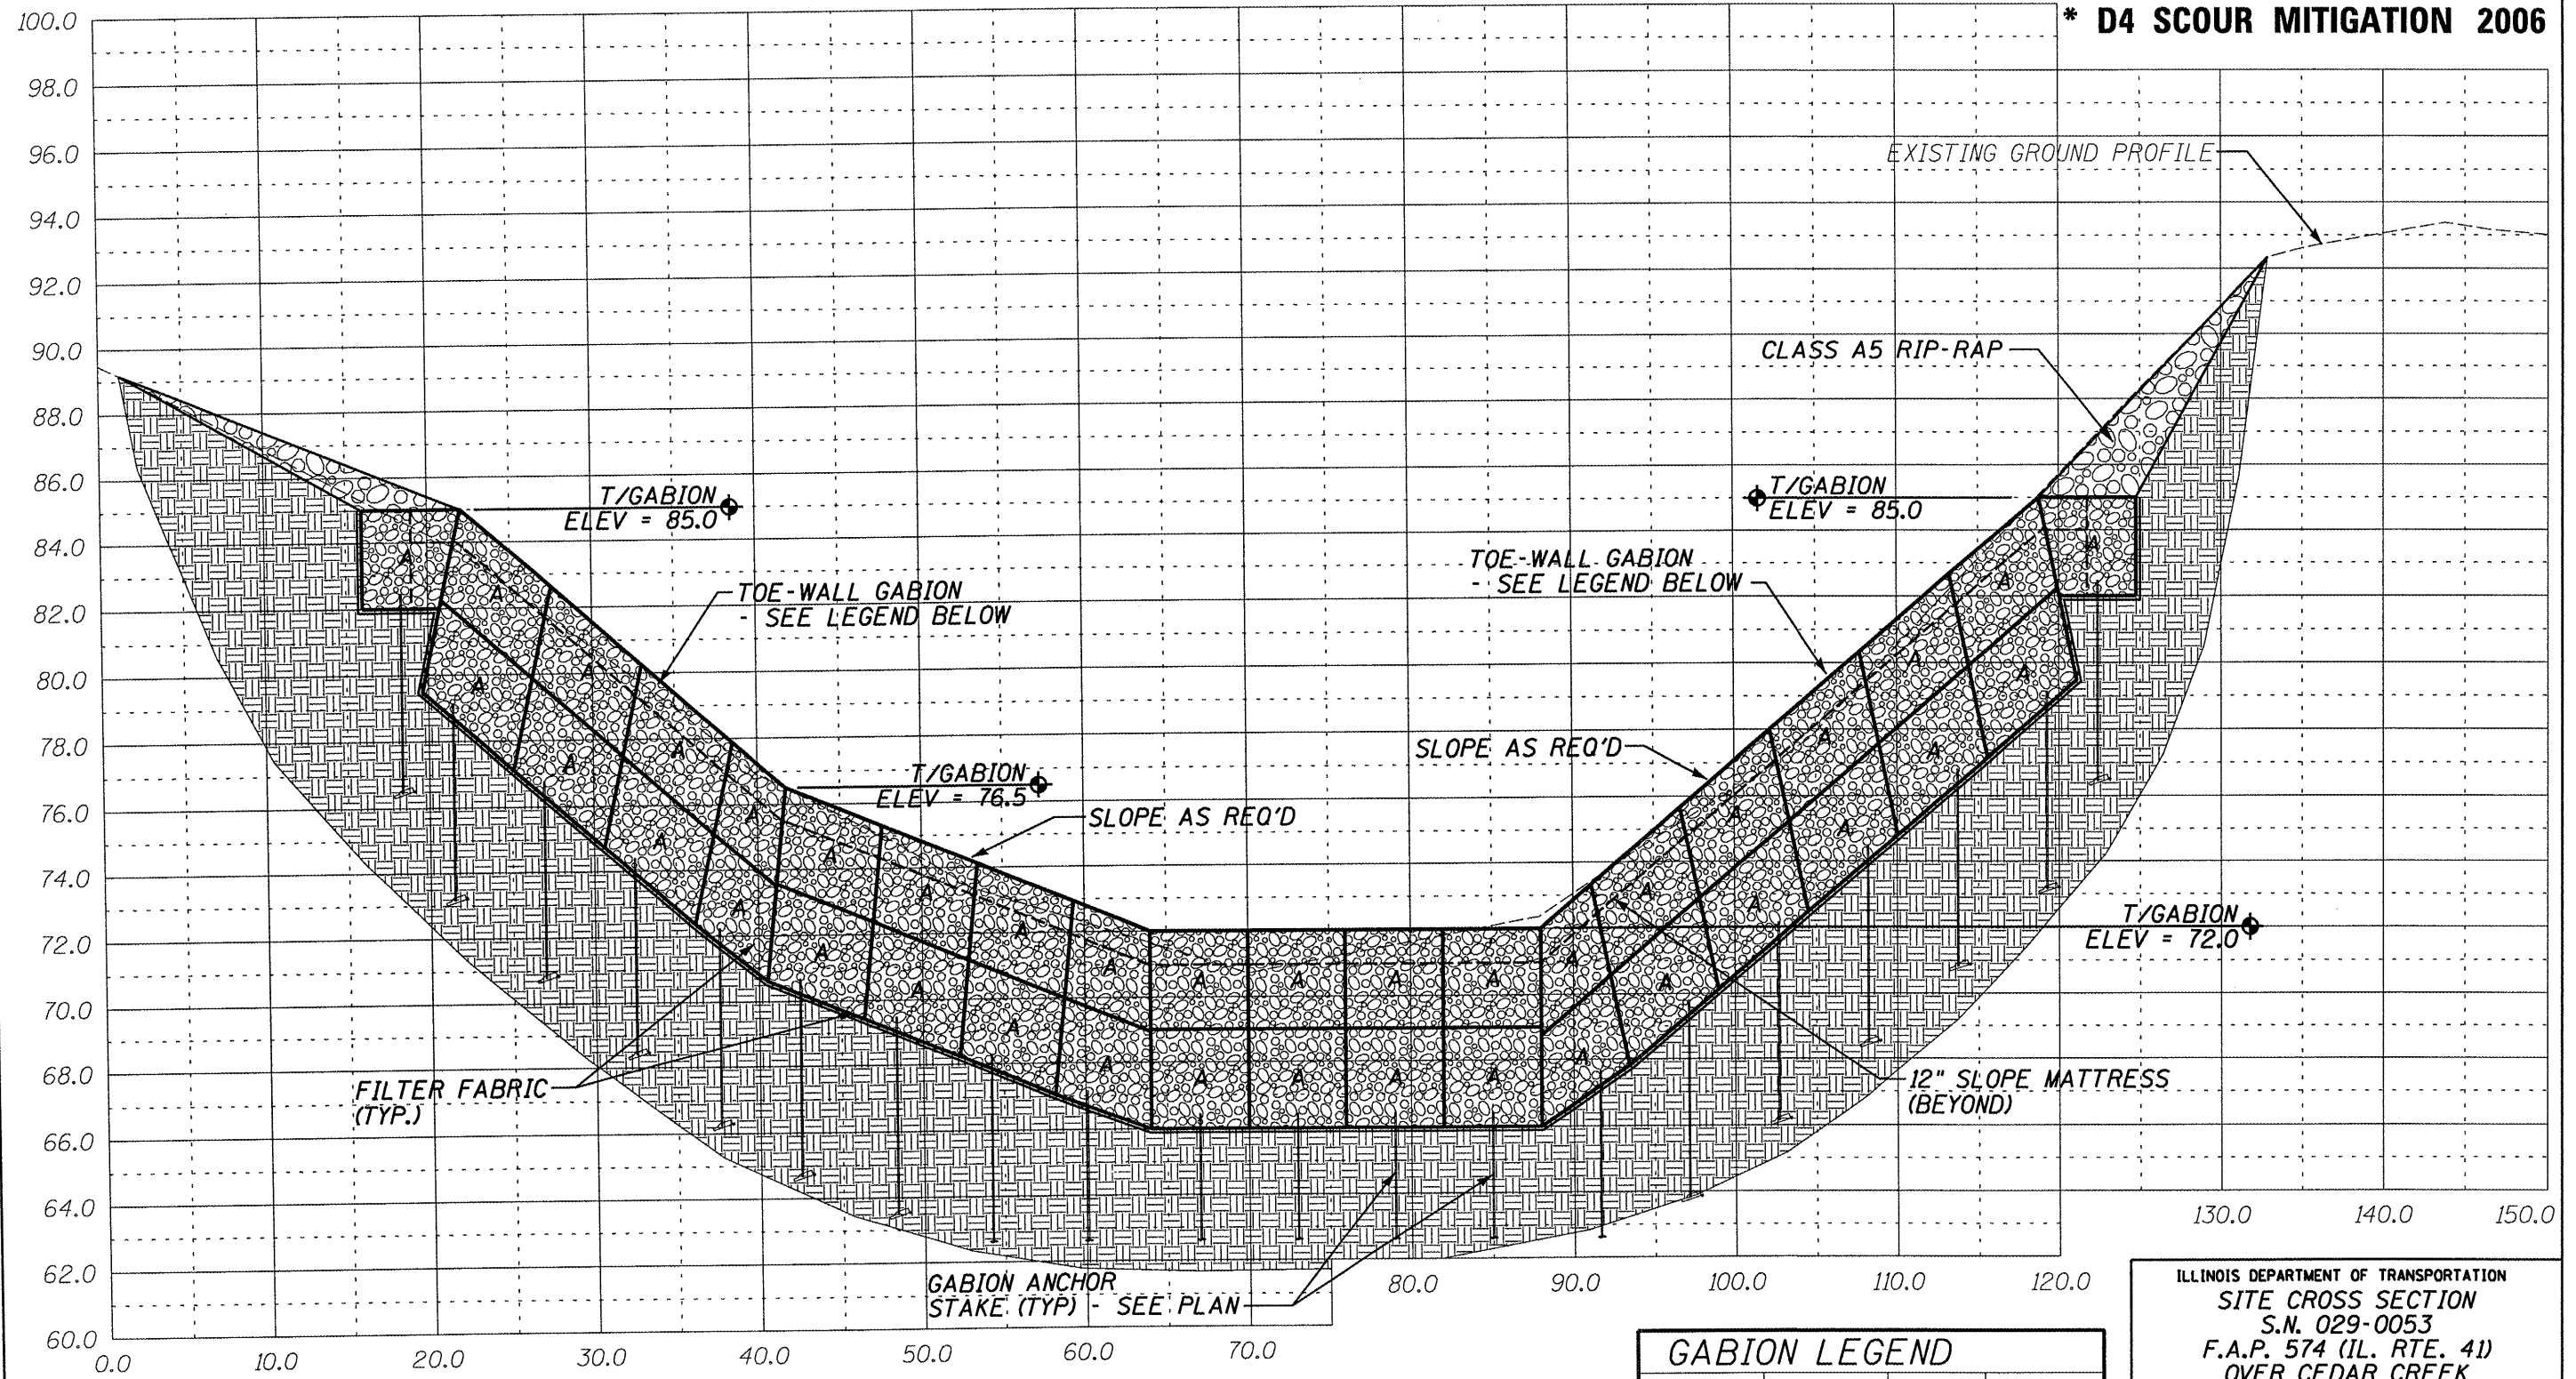 * D4 SCOUR MITIGATION 2006
100.0
98.0
96.0
94.0
92.0
90.0
88.0
86.0
84.0
82.0
80.0
78.0
76.0
74.0
72.0
70.0
68.0
66.0
64.0
62.0
60.0
EXISTING GROUND PROFILE
CLASS A5 RIP-RAP
T/GABION
ELEV = 85.0
T/GABION
ELEV = 85.0
TOE-WALL GABION
- SEE LEGEND BELOW
TOE-WALL GABION
- SEE LEGEND BELOW
SLOPE AS REQ'D
T/GABION
ELEV = 76.5
SLOPE AS REQ'D
T/GABION
ELEV = 72.0
FILTER FABRIC
(TYP.)
12" SLOPE MATTRESS
(BEYOND)
GABION ANCHOR
STAKE (TYP) - SEE PLAN
A A A A A A A A A A
A A A A A A A A A A
A A A A A A A A A A
A A A A A A A A A A
0.0 10.0 20.0 30.0 40.0 50.0 60.0 70.0 80.0 90.0 100.0 110.0 120.0 130.0 140.0 150.0
GABION LEGEND
ILLINOIS DEPARTMENT OF TRANSPORTATION
SITE CROSS SECTION
S.N. 029-0053
F.A.P. 574 (IL. RTE. 41)
OVER CEDAR CREEK